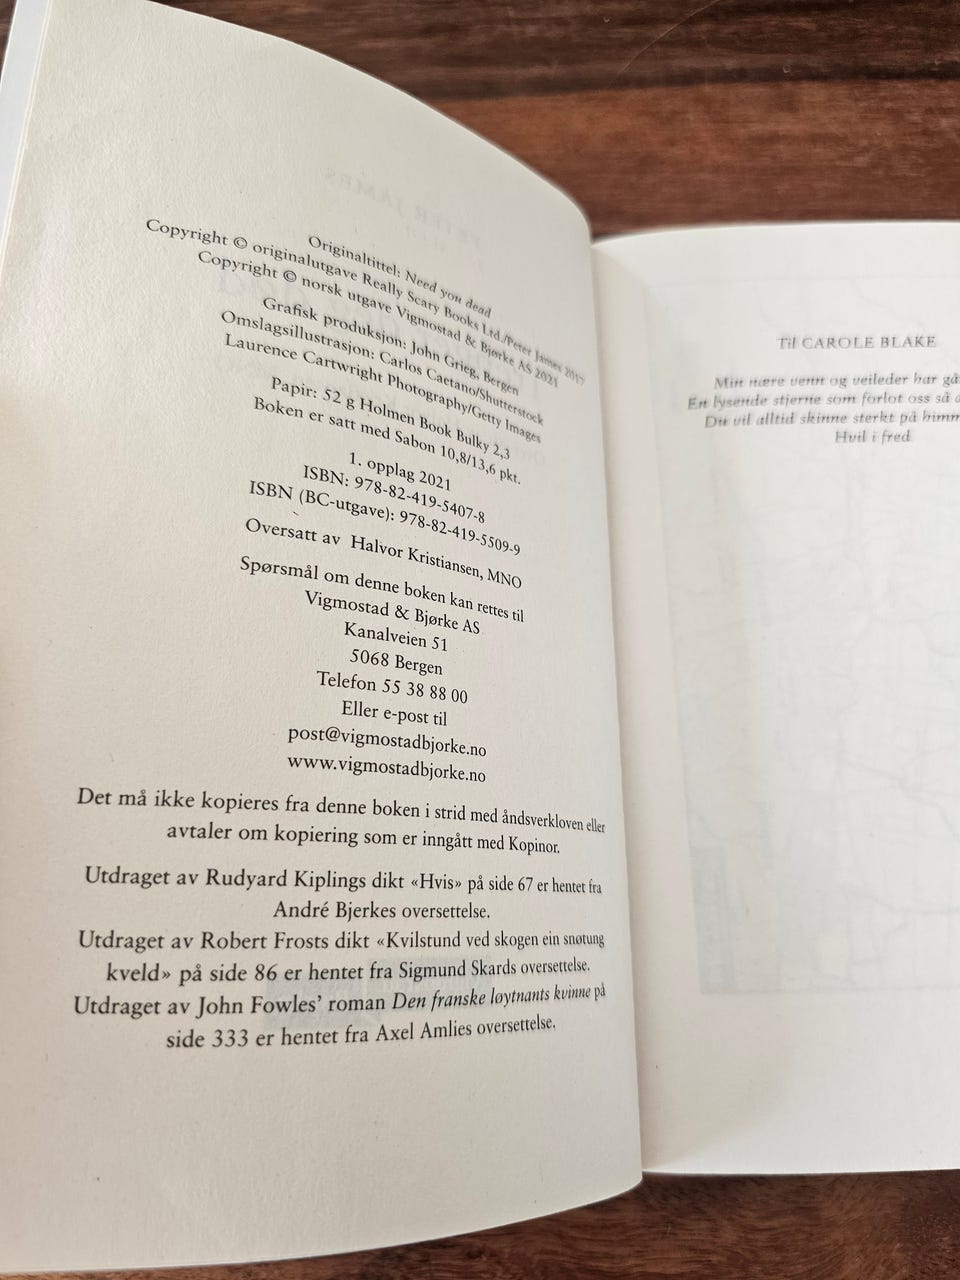 Originaltittel: Need you dead
Copyright © originalutgave Really Scary Books Ltd./Peter James
Copyright © norsk utgave Vigmostad & Bjørke AS 2021
Grafisk produksjon: John Grieg, Bergen
Omslagsillustrasjon: Carlos Caetano/Shutterstock
Laurence Cartwright Photography/Getty Images
Papir: 52 g Holmen Book Bulky 2,3
Boken er satt med Sabon 10,8/13,6 pkt.
1. opplag 2021
ISBN: 978-82-419-5407-8
ISBN (BC-utgave): 978-82-419-5509-9
Oversatt av Halvor Kristiansen, MNO
Spørsmål om denne boken kan rettes til
Vigmostad & Bjørke AS
Kanalveien 51
5068 Bergen
Telefon 55 38 88 00
Eller e-post til
post@vigmostadbjorke.no
www.vigmostadbjorke.no
Det må ikke kopieres fra denne boken i strid med åndsverkloven eller
avtaler om kopiering som er inngått med Kopinor.
Utdraget av Rudyard Kiplings dikt «Hvis» på side 67 er hentet fra
André Bjerkes oversettelse.
Utdraget av Robert Frosts dikt «Kvilstund ved skogen ein snøtung
kveld» på side 86 er hentet fra Sigmund Skards oversettelse.
Utdraget av John Fowles' roman Den franske løytnants kvinne på
side 333 er hentet fra Axel Amlies oversettelse.
Til CAROLE BLAKE
Min nære venn og veileder har
En lysende stjerne som forlot oss så
Du vil alltid skinne sterkt på
Hvil i fred